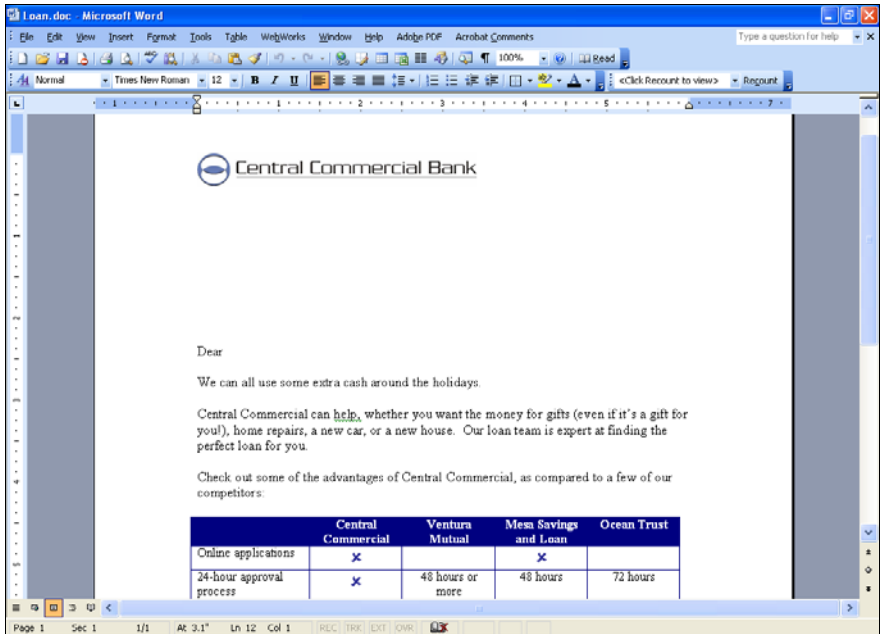 Loan.doc - Microsoft Word
File Edit View Insert Format Tools Table WebWorks Window Help Adobe PDF Acrobat Comments Type a question for help
100% Read
Normal Times New Roman 12 B I U <Click Recount to view> Recount
1 1 2 3 4 5 7
Central Commercial Bank
Dear
We can all use some extra cash around the holidays.
Central Commercial can help, whether you want the money for gifts (even if it's a gift for
you!), home repairs, a new car, or a new house. Our loan team is expert at finding the
perfect loan for you.
Check out some of the advantages of Central Commercial, as compared to a few of our
competitors:
Central Commercial Ventura Mutual Mesa Savings and Loan Ocean Trust
Online applications x x
24-hour approval process x 48 hours or more 48 hours 72 hours
Page 1 Sec 1 1/1 At 3.1" Ln 12 Col 1 REC TRK EXT OVR